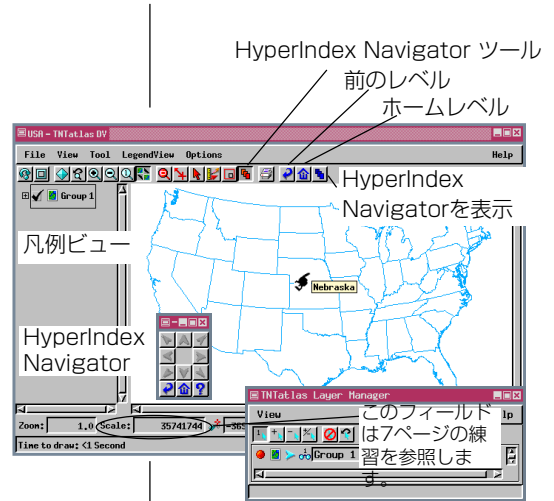 HyperIndex Navigator ツール
前のレベル
ホームレベル
USA - TNTatlas DV
File View Tool LegendView Options Help
Group 1
HyperIndex
Navigatorを表示
凡例ビュー
Nebraska
HyperIndex
Navigator
TNTatlas Layer Manager
View
このフィールド
は7ページの練
習を参照しま
す。
Group 1
Zoom: 1.0 Scale: 35741744
Time to draw: <1 Second